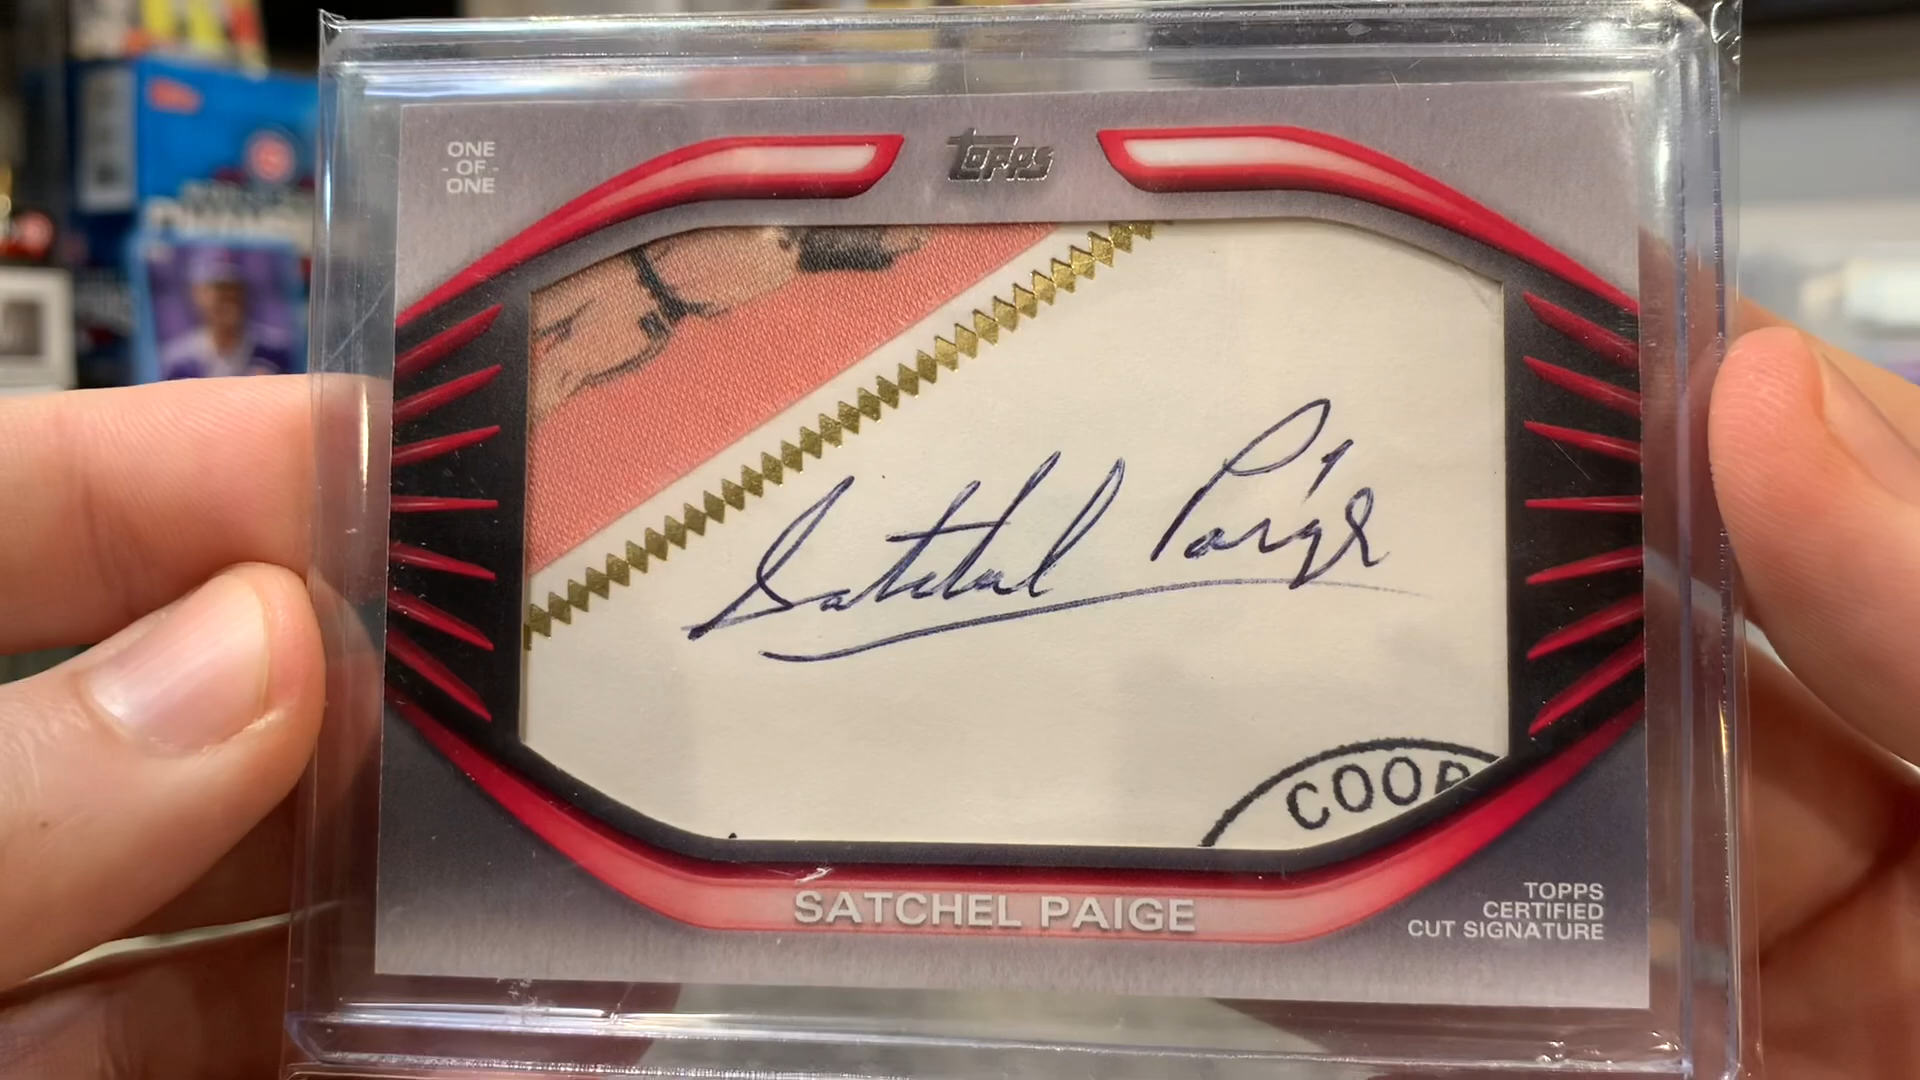 ONE
- OF -
ONE
Topps
Satchel Paige
COOP
SATCHEL PAIGE
TOPPS
CERTIFIED
CUT SIGNATURE